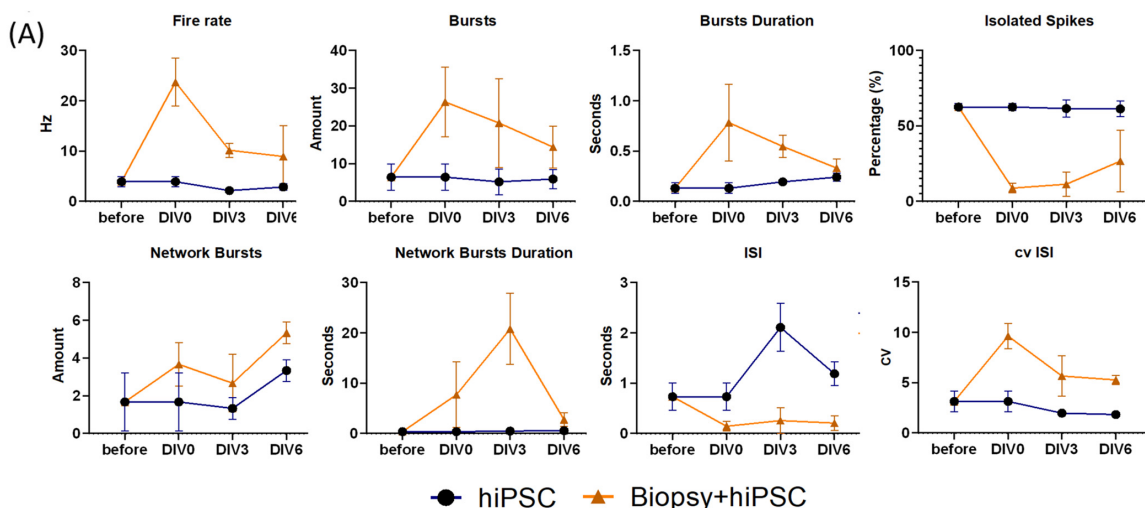 (A)
Fire rate
Hz
30
20
10
0
before DIV0 DIV3 DIV6
Bursts
Amount
40
30
20
10
0
before DIV0 DIV3 DIV6
Bursts Duration
Seconds
1.5
1.0
0.5
0.0
before DIV0 DIV3 DIV6
Isolated Spikes
Percentage (%)
100
50
0
before DIV0 DIV3 DIV6
Network Bursts
Amount
8
6
4
2
0
before DIV0 DIV3 DIV6
Network Bursts Duration
Seconds
30
20
10
0
before DIV0 DIV3 DIV6
ISI
Seconds
3
2
1
0
before DIV0 DIV3 DIV6
cv ISI
cv
15
10
5
0
before DIV0 DIV3 DIV6
hiPSC Biopsy+hiPSC